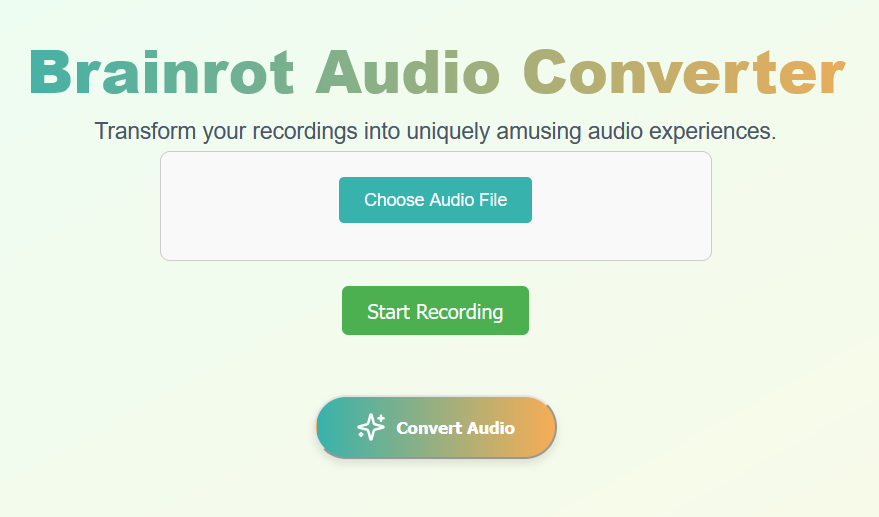 Brainrot Audio Converter
Transform your recordings into uniquely amusing audio experiences.
Choose Audio File
Start Recording
Convert Audio